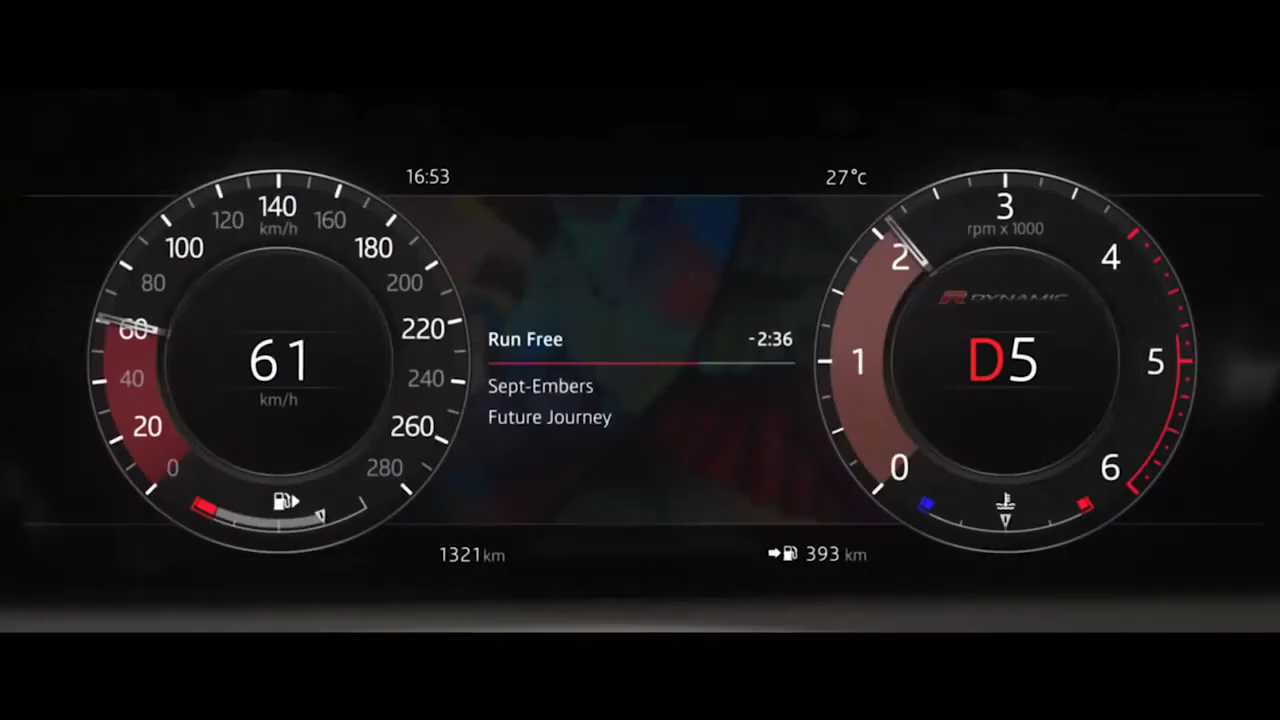 16:53
27°C
0
20
40
60
80
100
120
140
160
180
200
220
240
260
280
km/h
61
km/h
Run Free -2:36
Sept-Embers
Future Journey
0
1
2
3
4
5
6
rpm x 1000
R DYNAMIC
D5
1321 km
393 km